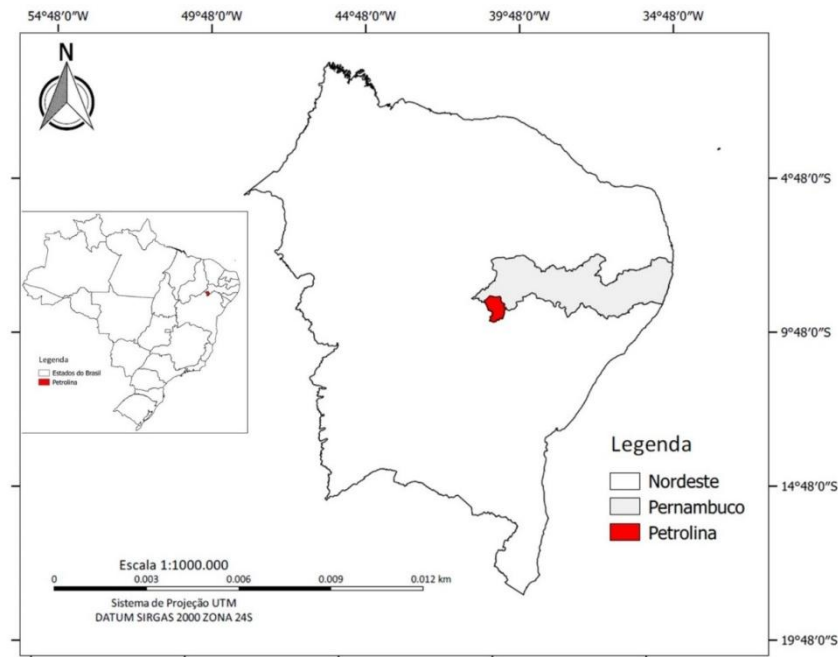 54°48'0"W
49°48'0"W
44°48'0"W
39°48'0"W
34°48'0"W
N
4°48'0"S
9°48'0"S
14°48'0"S
19°48'0"S
Legenda
Estados do Brasil
Petrolina
Legenda
Nordeste
Pernambuco
Petrolina
Escala 1:1000.000
0 0.003 0.006 0.009 0.012 km
Sistema de Projeção UTM
DATUM SIRGAS 2000 ZONA 24S